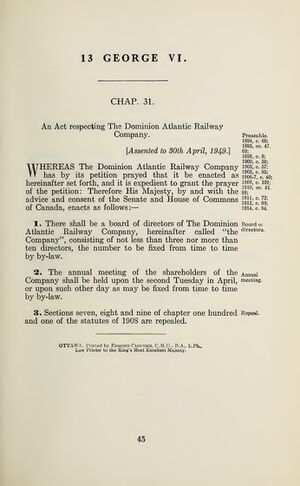 13 GEORGE VI.
CHAP. 31.
An Act respecting The Dominion Atlantic Railway
Company.
[Assented to 30th April, 1949.]
Preamble.
1894, c. 69;
1895, cc. 47,
60;
1898, c. 8;
1900, c. 59;
1902, c. 57;
1905, c. 85;
1906-7, c. 40;
1908, c. 101;
1910, cc. 51,
88;
1911, c. 72;
1912, c. 89;
1914, c. 84.
WHEREAS The Dominion Atlantic Railway Company
has by its petition prayed that it be enacted as
hereinafter set forth, and it is expedient to grant the prayer
of the petition: Therefore His Majesty, by and with the
advice and consent of the Senate and House of Commons
of Canada, enacts as follows:—
1. There shall be a board of directors of The Dominion
Atlantic Railway Company, hereinafter called "the
Company", consisting of not less than three nor more than
ten directors, the number to be fixed from time to time
by by-law.
Board of
directors.
2. The annual meeting of the shareholders of the
Company shall be held upon the second Tuesday in April,
or upon such other day as may be fixed from time to time
by by-law.
Annual
meeting.
3. Sections seven, eight and nine of chapter one hundred
and one of the statutes of 1908 are repealed.
Repeal.
OTTAWA. Printed by EDMOND CLOUTIER, C.M.G., B.A., L.Ph.,
Law Printer to the King's Most Excellent Majesty.
45